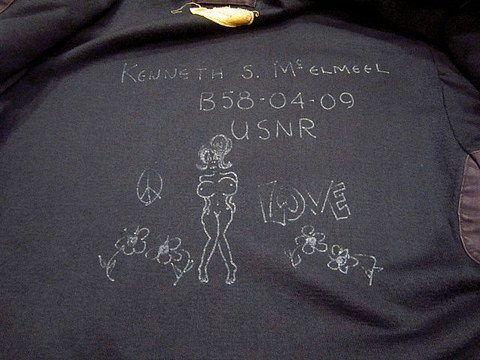 KENNETH S. McELMEEL
B58-04-09
USNR
LOVE